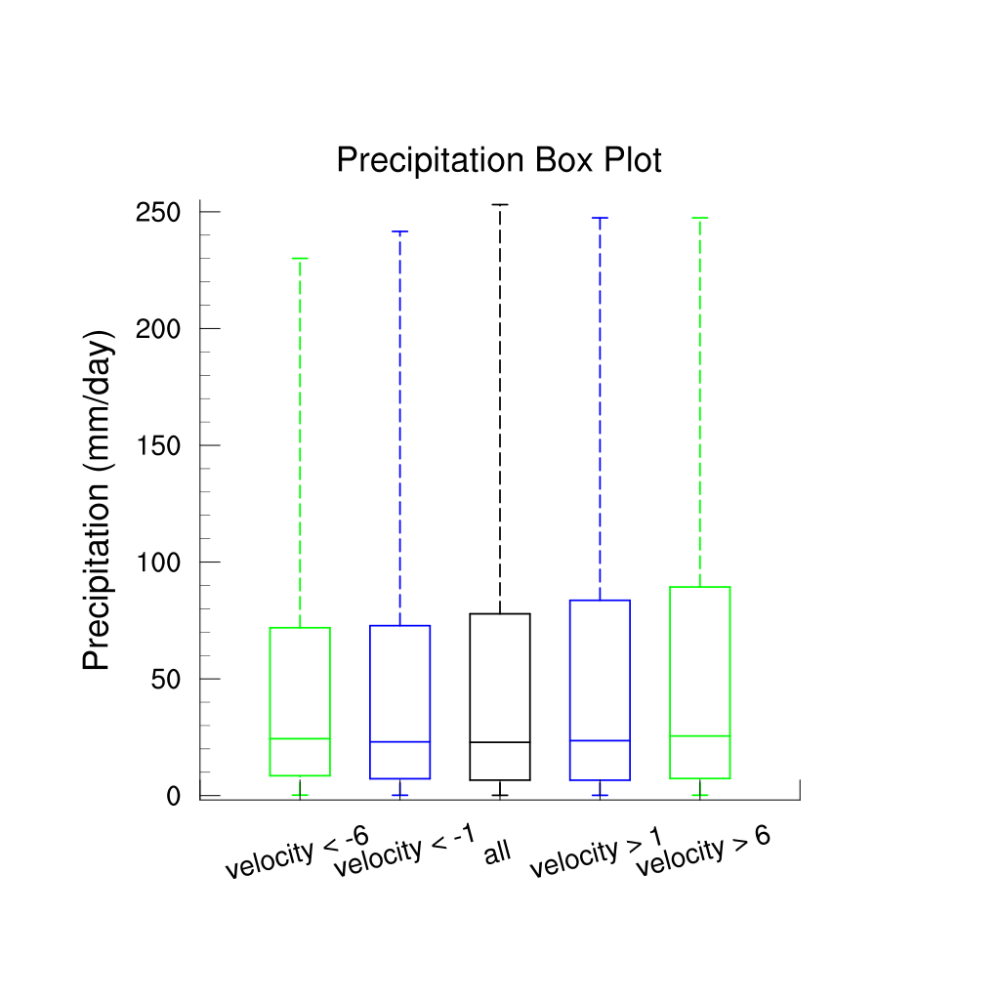 Precipitation Box Plot
Precipitation (mm/day)
250
200
150
100
50
0
velocity < -6
velocity < -1
all
velocity > 1
velocity > 6